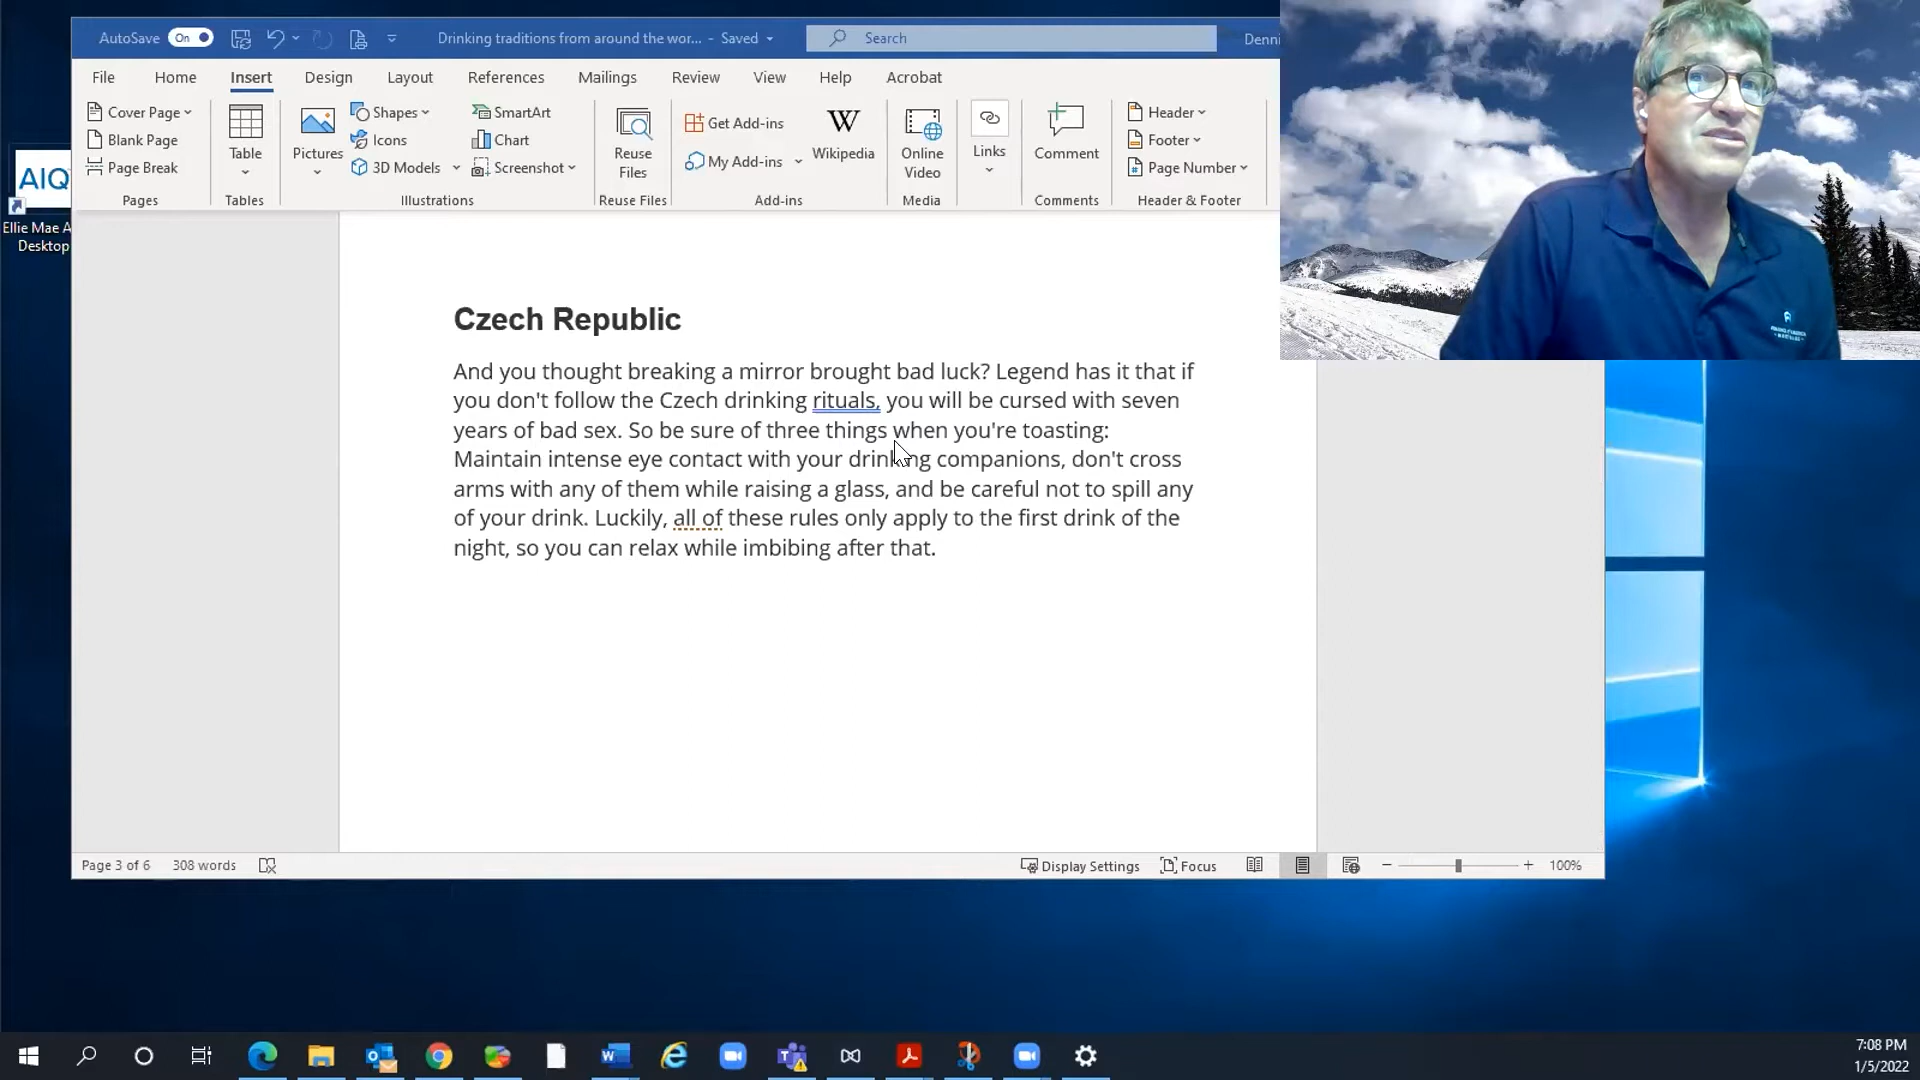 AutoSave On Drinking traditions from around the wor... - Saved Search Denni
File Home Insert Design Layout References Mailings Review View Help Acrobat
Cover Page
Blank Page
Page Break
Pages
Table
Tables
Pictures
Shapes
Icons
3D Models
SmartArt
Chart
Screenshot
Illustrations
Reuse
Files
Reuse Files
Get Add-ins
My Add-ins
Wikipedia
Add-ins
Online
Video
Media
Links
Comment
Comments
Header
Footer
Page Number
Header & Footer
AIQ
Ellie Mae A
Desktop
Czech Republic
And you thought breaking a mirror brought bad luck? Legend has it that if
you don't follow the Czech drinking rituals, you will be cursed with seven
years of bad sex. So be sure of three things when you're toasting:
Maintain intense eye contact with your drinking companions, don't cross
arms with any of them while raising a glass, and be careful not to spill any
of your drink. Luckily, all of these rules only apply to the first drink of the
night, so you can relax while imbibing after that.
Page 3 of 6 308 words Display Settings Focus 100%
7:08 PM
1/5/2022